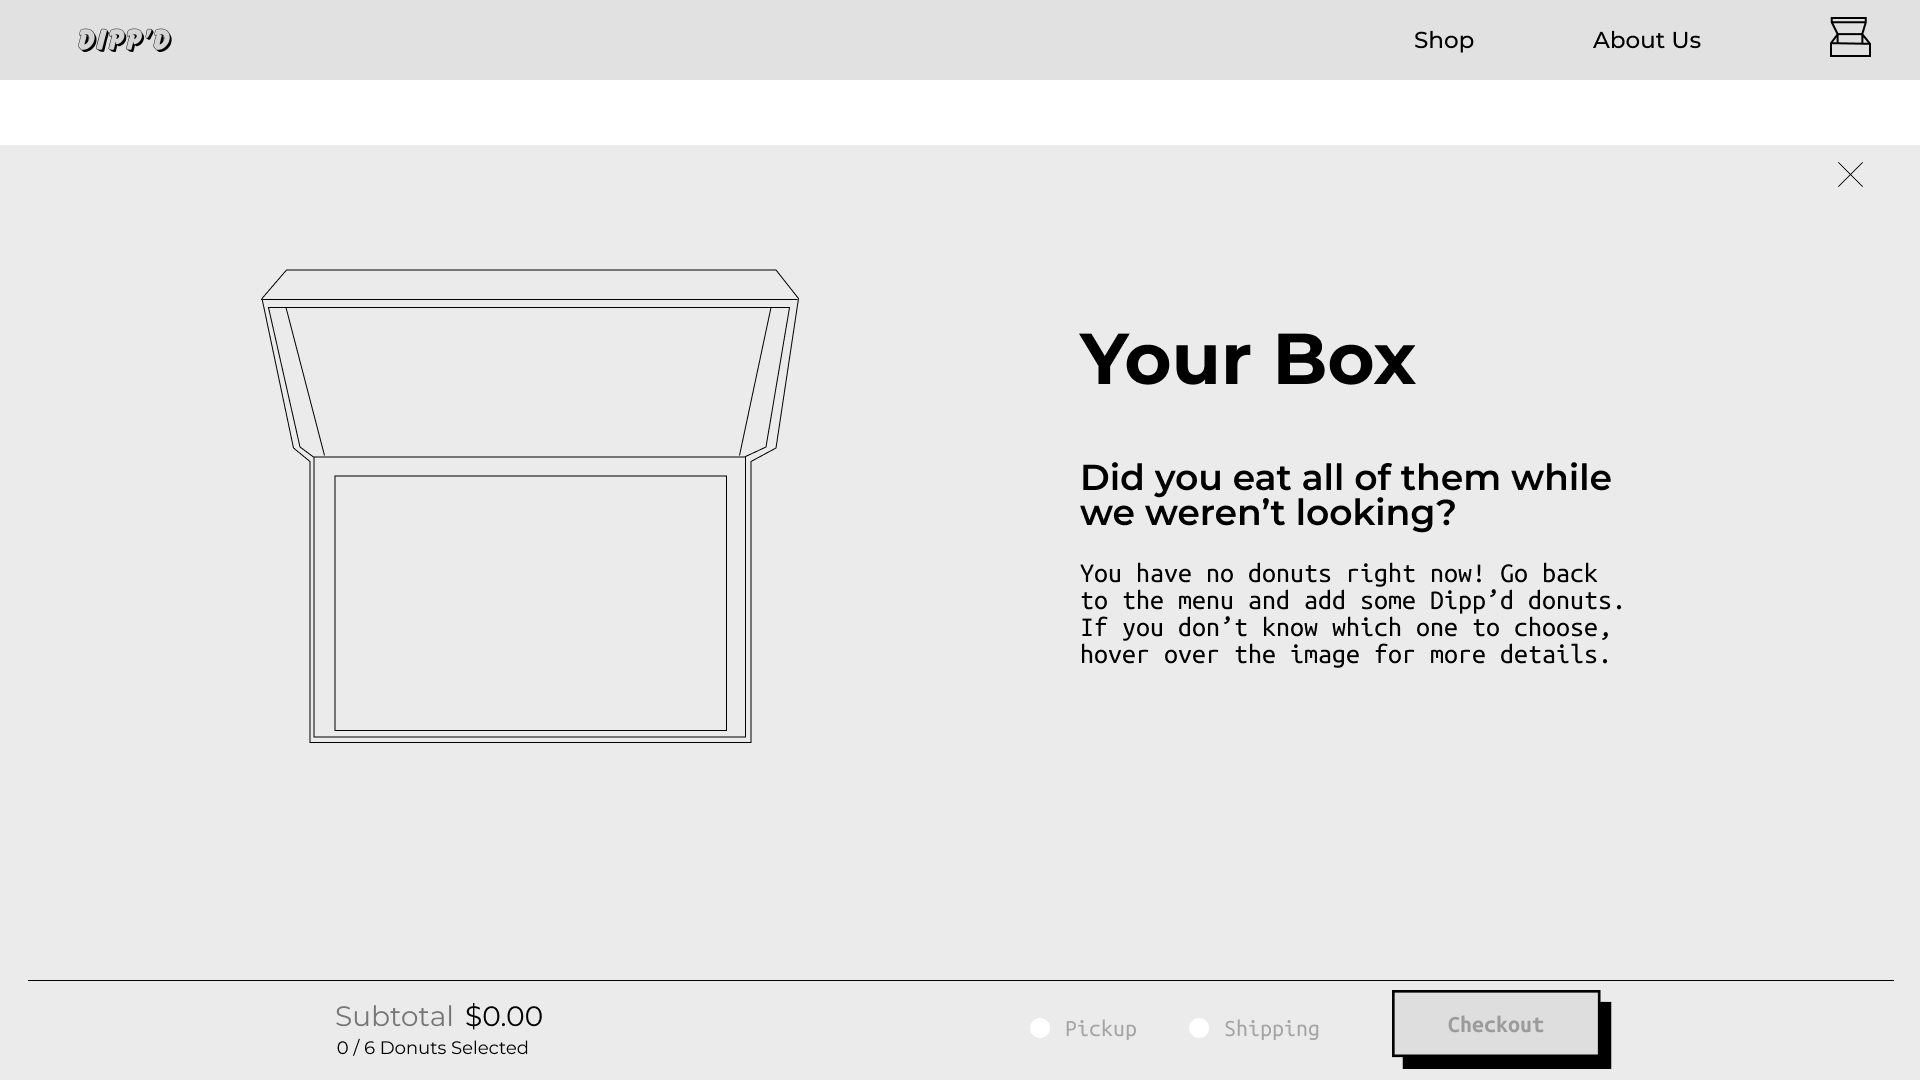 DIPP'D
Shop
About Us
Your Box
Did you eat all of them while
we weren’t looking?
You have no donuts right now! Go back
to the menu and add some Dipp’d donuts.
If you don’t know which one to choose,
hover over the image for more details.
Subtotal $0.00
0 / 6 Donuts Selected
Pickup
Shipping
Checkout